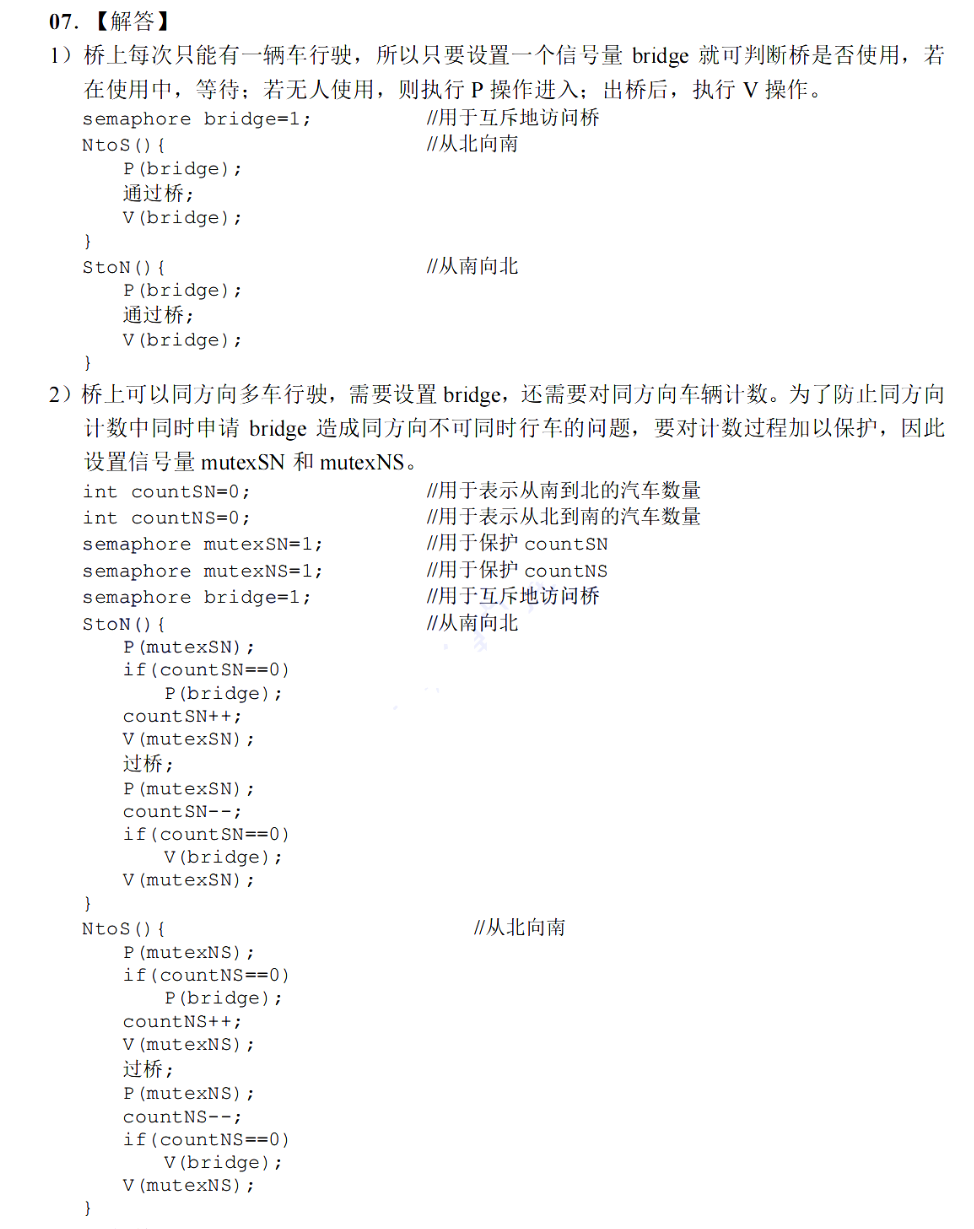 07.【解答】
1）桥上每次只能有一辆车行驶，所以只要设置一个信号量 bridge 就可判断桥是否使用，若
在使用中，等待；若无人使用，则执行 P 操作进入；出桥后，执行 V 操作。
semaphore bridge=1; //用于互斥地访问桥
NtoS(){ //从北向南
P(bridge);
通过桥;
V(bridge);
}
StoN(){ //从南向北
P(bridge);
通过桥;
V(bridge);
}
2）桥上可以同方向多车行驶，需要设置 bridge，还需要对同方向车辆计数。为了防止同方向
计数中同时申请 bridge 造成同方向不可同时行车的问题，要对计数过程加以保护，因此
设置信号量 mutexSN 和 mutexNS。
int countSN=0; //用于表示从南到北的汽车数量
int countNS=0; //用于表示从北到南的汽车数量
semaphore mutexSN=1; //用于保护 countSN
semaphore mutexNS=1; //用于保护 countNS
semaphore bridge=1; //用于互斥地访问桥
StoN(){ //从南向北
P(mutexSN);
if(countSN==0)
P(bridge);
countSN++;
V(mutexSN);
过桥;
P(mutexSN);
countSN--;
if(countSN==0)
V(bridge);
V(mutexSN);
}
NtoS(){ //从北向南
P(mutexNS);
if(countNS==0)
P(bridge);
countNS++;
V(mutexNS);
过桥;
P(mutexNS);
countNS--;
if(countNS==0)
V(bridge);
V(mutexNS);
}